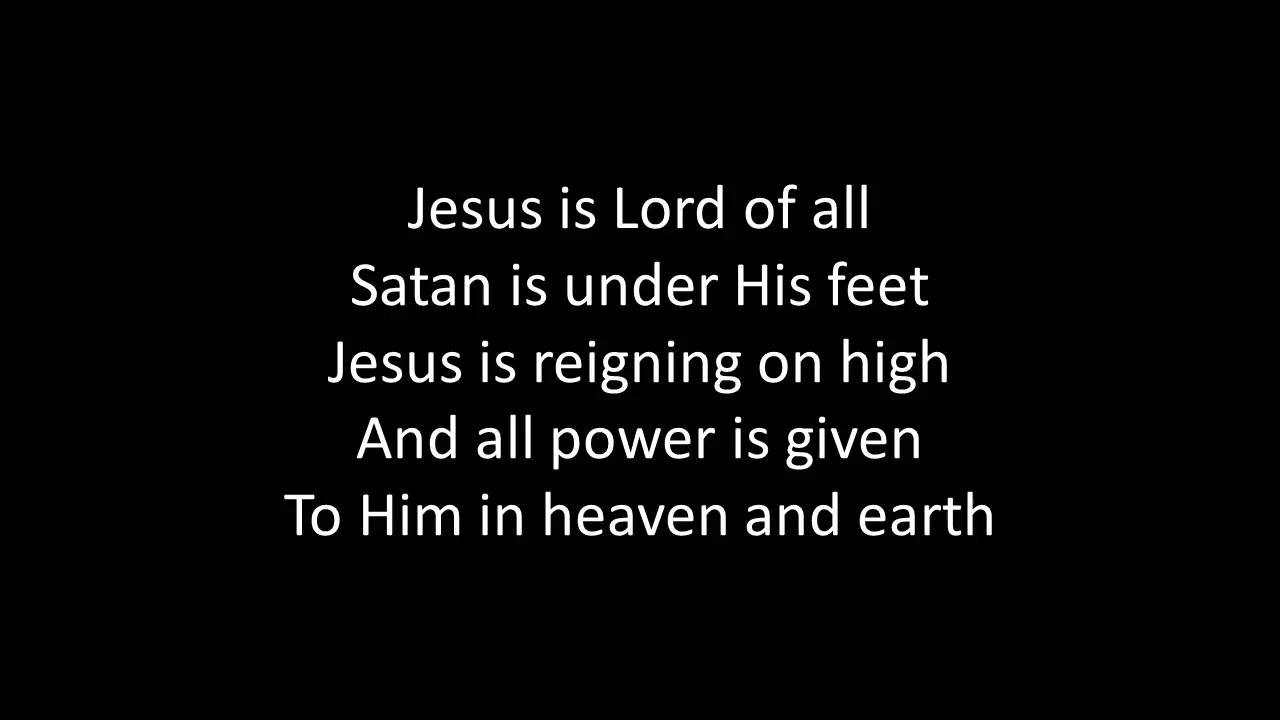 Jesus is Lord of all
Satan is under His feet
Jesus is reigning on high
And all power is given
To Him in heaven and earth